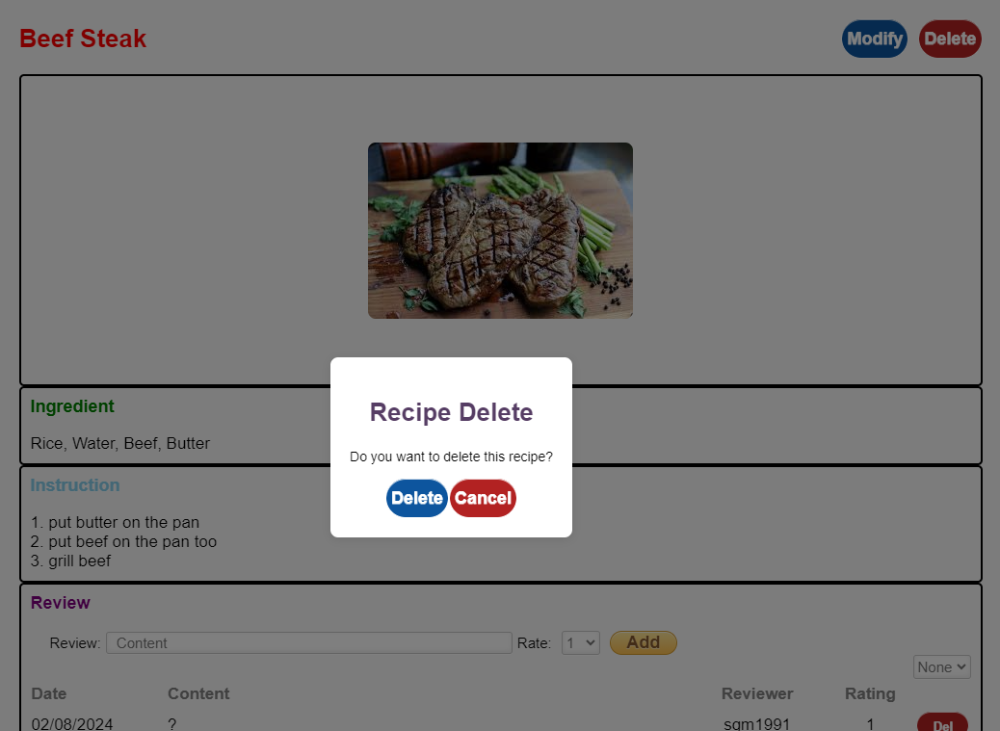 Beef Steak
Modify Delete
Ingredient
Rice, Water, Beef, Butter
Recipe Delete
Do you want to delete this recipe?
Delete Cancel
Instruction
1. put butter on the pan
2. put beef on the pan too
3. grill beef
Review
Review: Content Rate: 1 Add
None
Date Content Reviewer Rating
02/08/2024 ? sgm1991 1 Del